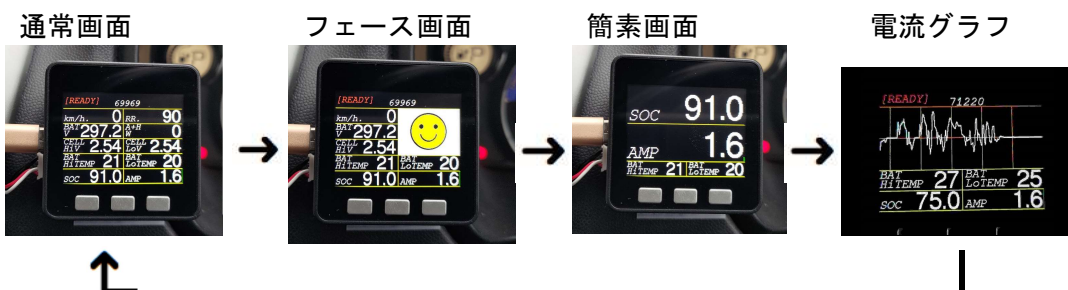 通常画面
フェース画面
簡素画面
電流グラフ
[READY] 69969
km/h. 0 RR. 90
BAT V 297.2 A+H W 0
CELL HiV 2.54 CELL LoV 2.54
BAT HiTEMP 21 BAT LoTEMP 20
SOC 91.0 AMP 1.6
[READY] 69969
km/h. 0
BAT V 297.2
CELL HiV 2.54
BAT HiTEMP 21 BAT LoTEMP 20
SOC 91.0 AMP 1.6
SOC 91.0
AMP 1.6
BAT HiTEMP 21 BAT LoTEMP 20
[READY] 71220
BAT HiTEMP 27 BAT LoTEMP 25
SOC 75.0 AMP 1.6